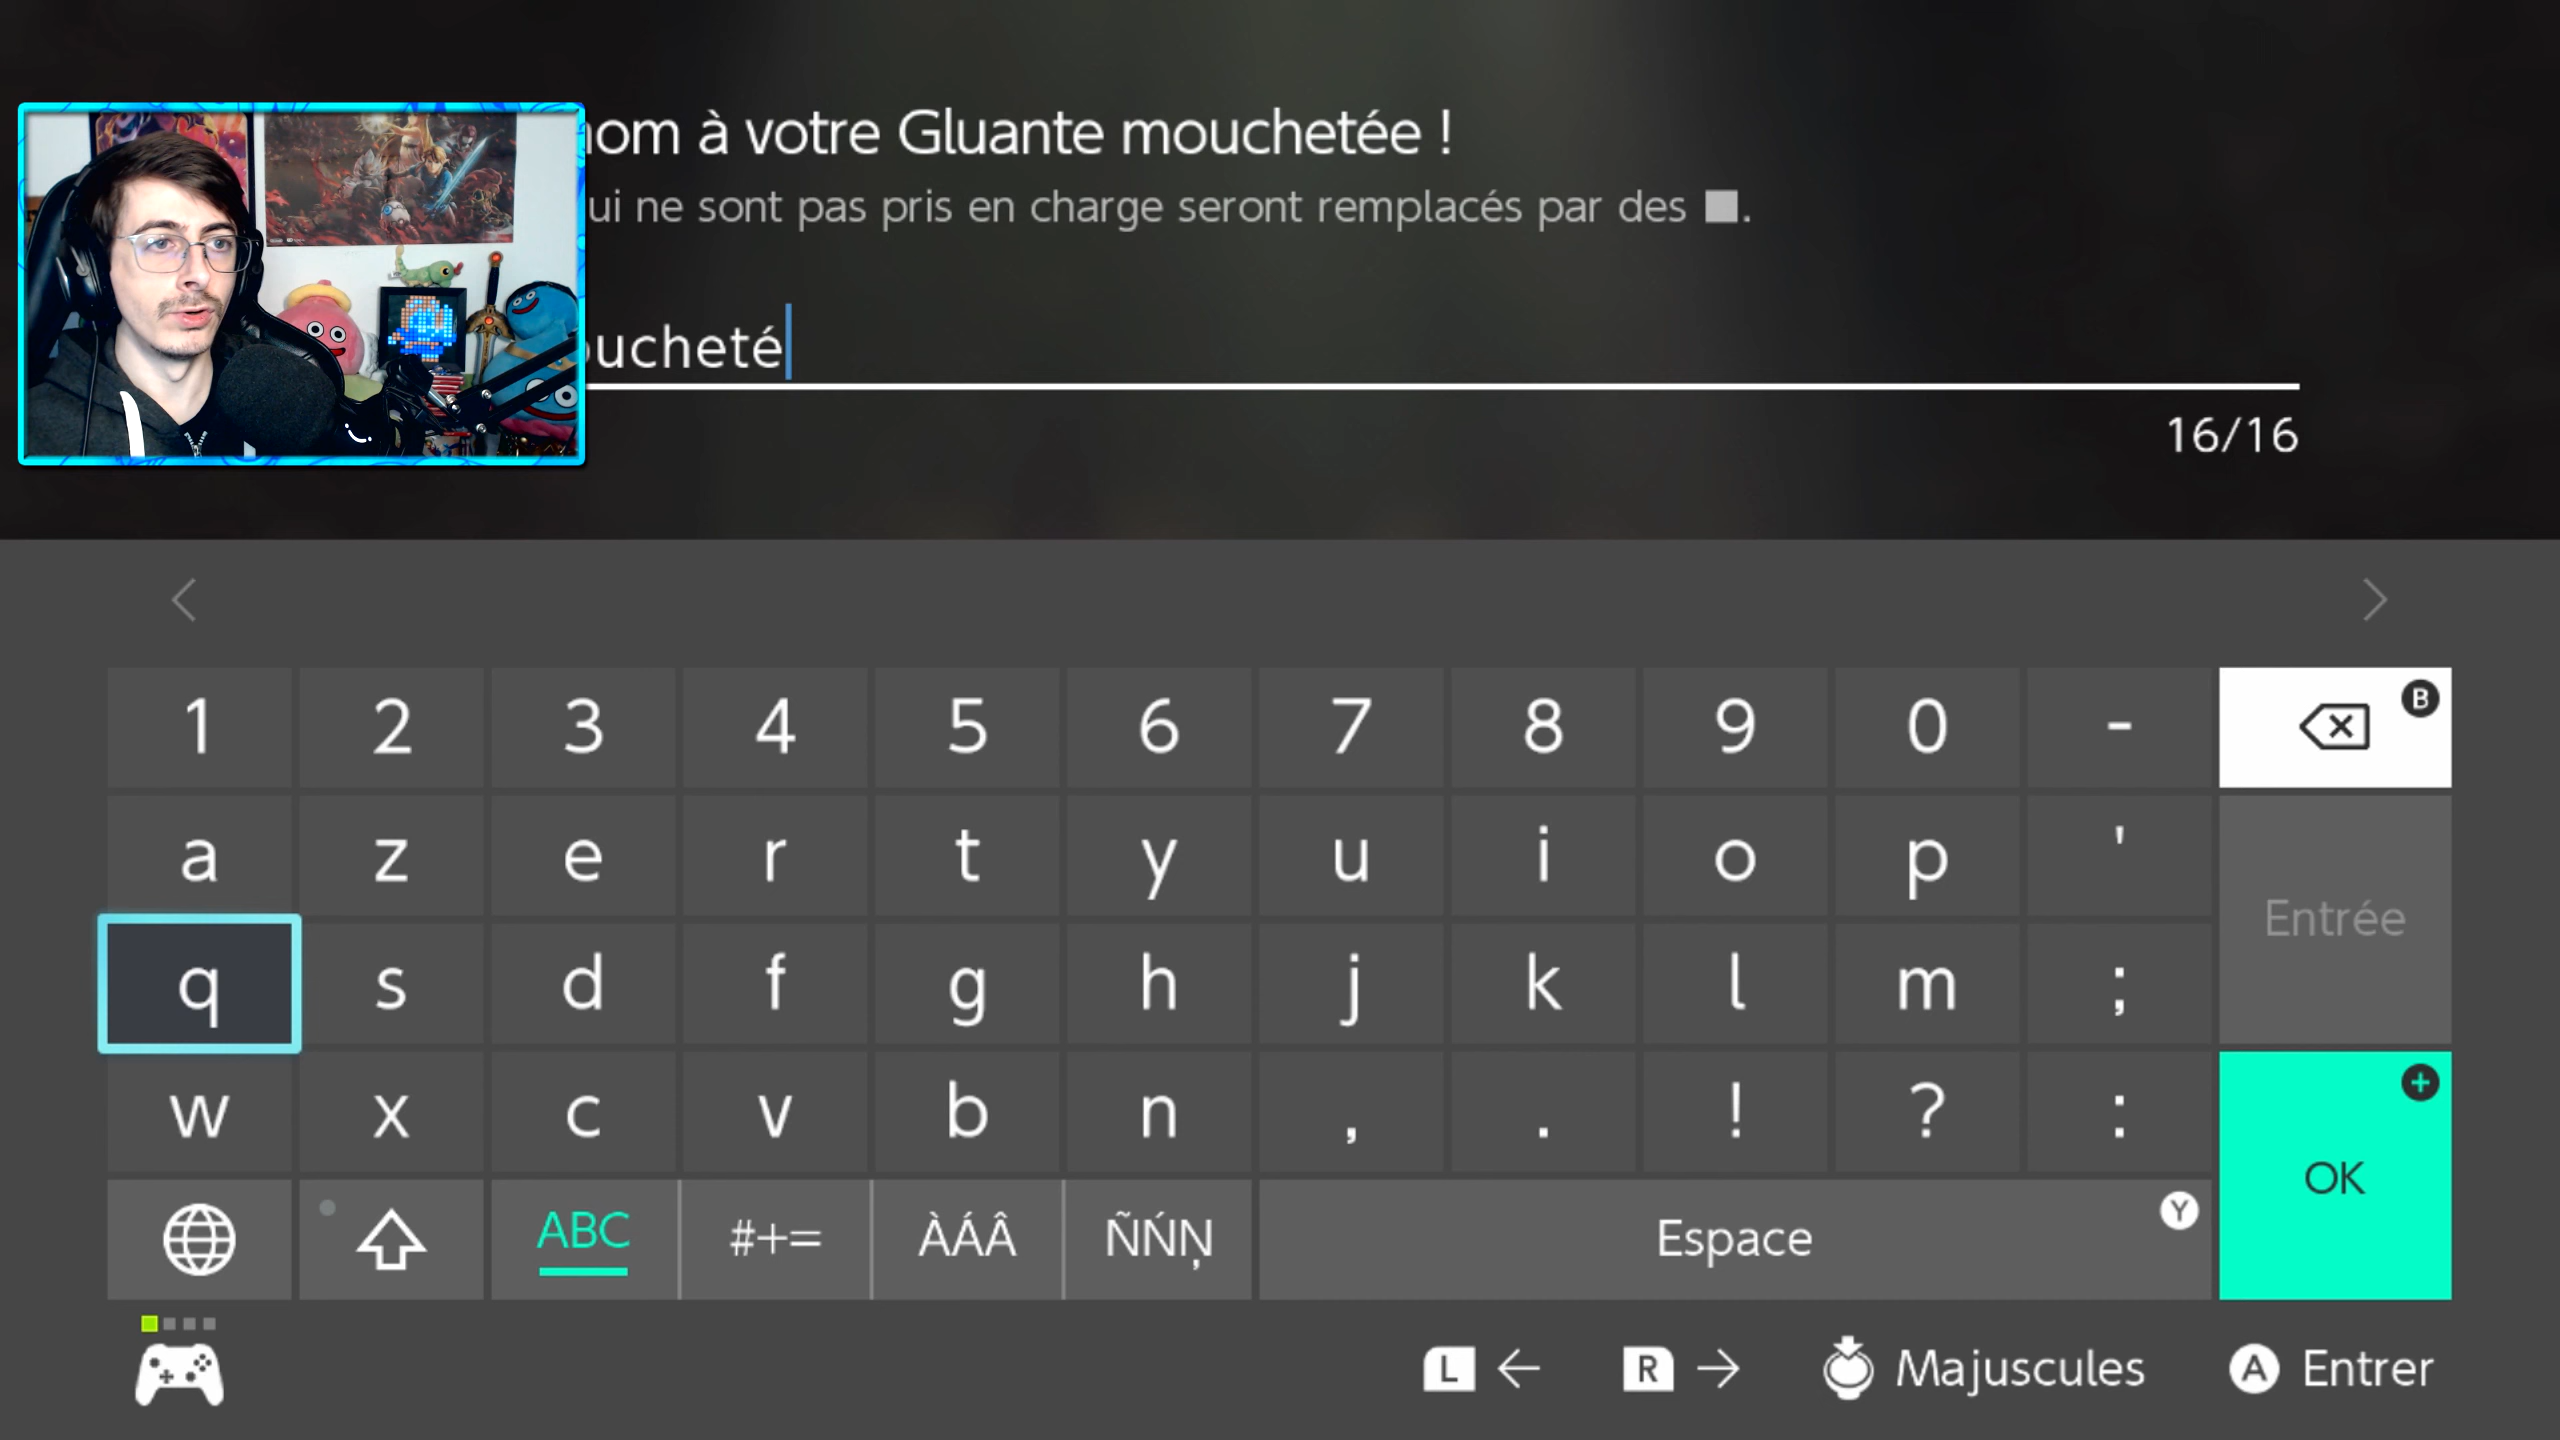 nom à votre Gluante mouchetée !
ui ne sont pas pris en charge seront remplacés par des ■.
oucheté
16/16
1 2 3 4 5 6 7 8 9 0 -
B
a z e r t y u i o p '
Entrée
q s d f g h j k l m ;
w x c v b n , . ! ? :
+
OK
ABC #+= ÀÁÂ ÑŃŅ Espace Y
L ← R → Majuscules A Entrer